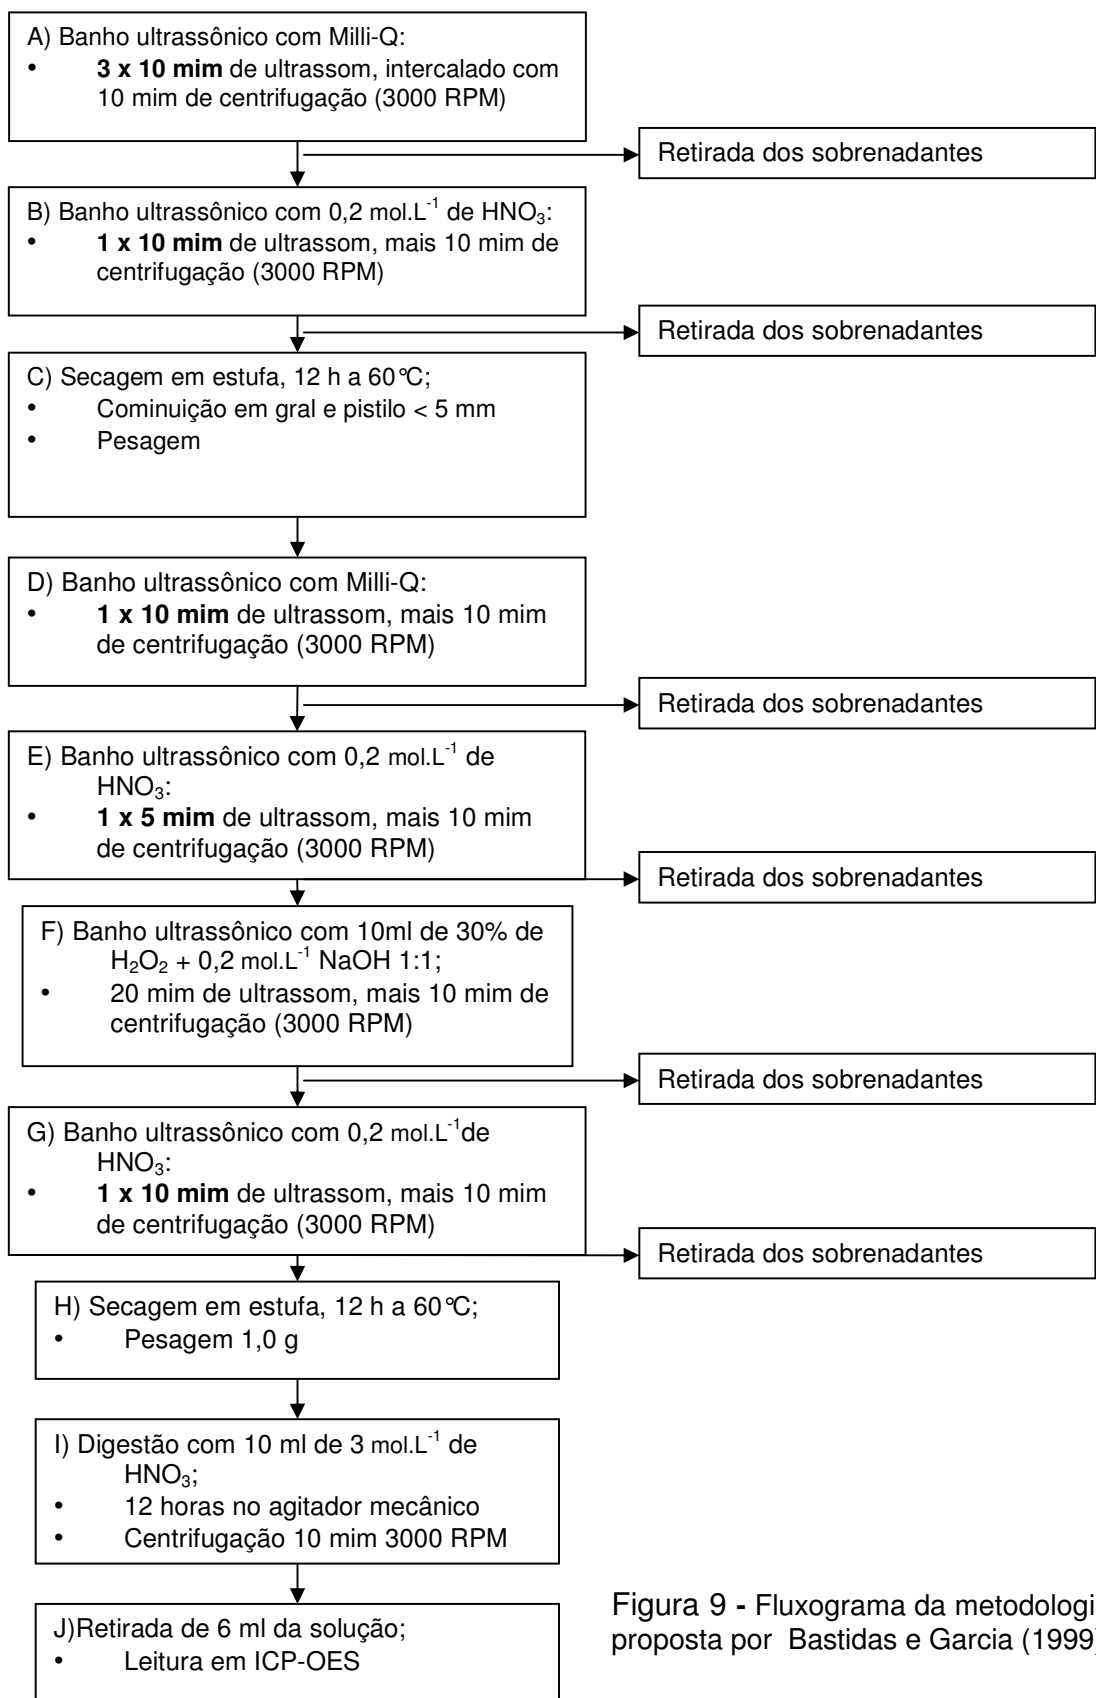 A) Banho ultrassônico com Milli-Q:
• 3 x 10 mim de ultrassom, intercalado com
10 mim de centrifugação (3000 RPM)
Retirada dos sobrenadantes
B) Banho ultrassônico com 0,2 mol.L⁻¹ de HNO₃:
• 1 x 10 mim de ultrassom, mais 10 mim de
centrifugação (3000 RPM)
Retirada dos sobrenadantes
C) Secagem em estufa, 12 h a 60°C;
• Cominuição em gral e pistilo < 5 mm
• Pesagem
D) Banho ultrassônico com Milli-Q:
• 1 x 10 mim de ultrassom, mais 10 mim
de centrifugação (3000 RPM)
Retirada dos sobrenadantes
E) Banho ultrassônico com 0,2 mol.L⁻¹ de
HNO₃:
• 1 x 5 mim de ultrassom, mais 10 mim
de centrifugação (3000 RPM)
Retirada dos sobrenadantes
F) Banho ultrassônico com 10ml de 30% de
H₂O₂ + 0,2 mol.L⁻¹ NaOH 1:1;
• 20 mim de ultrassom, mais 10 mim de
centrifugação (3000 RPM)
Retirada dos sobrenadantes
G) Banho ultrassônico com 0,2 mol.L⁻¹de
HNO₃:
• 1 x 10 mim de ultrassom, mais 10 mim
de centrifugação (3000 RPM)
Retirada dos sobrenadantes
H) Secagem em estufa, 12 h a 60°C;
• Pesagem 1,0 g
I) Digestão com 10 ml de 3 mol.L⁻¹ de
HNO₃;
• 12 horas no agitador mecânico
• Centrifugação 10 mim 3000 RPM
J)Retirada de 6 ml da solução;
• Leitura em ICP-OES
Figura 9 - Fluxograma da metodologi
proposta por Bastidas e Garcia (1999)